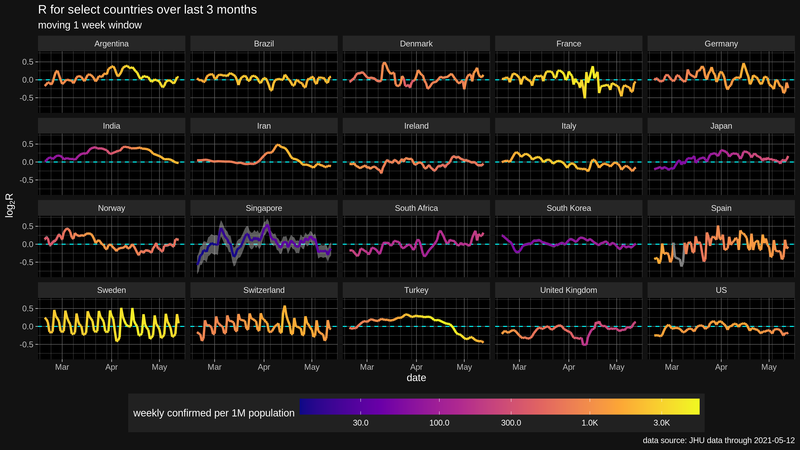 R for select countries over last 3 months
moving 1 week window
Argentina Brazil Denmark France Germany
0.5
0.0
-0.5
India Iran Ireland Italy Japan
0.5
0.0
-0.5
Norway Singapore South Africa South Korea Spain
0.5
0.0
-0.5
Sweden Switzerland Turkey United Kingdom US
0.5
0.0
-0.5
log2R
Mar Apr May Mar Apr May Mar Apr May Mar Apr May Mar Apr May
date
weekly confirmed per 1M population
30.0 100.0 300.0 1.0K 3.0K
data source: JHU data through 2021-05-12